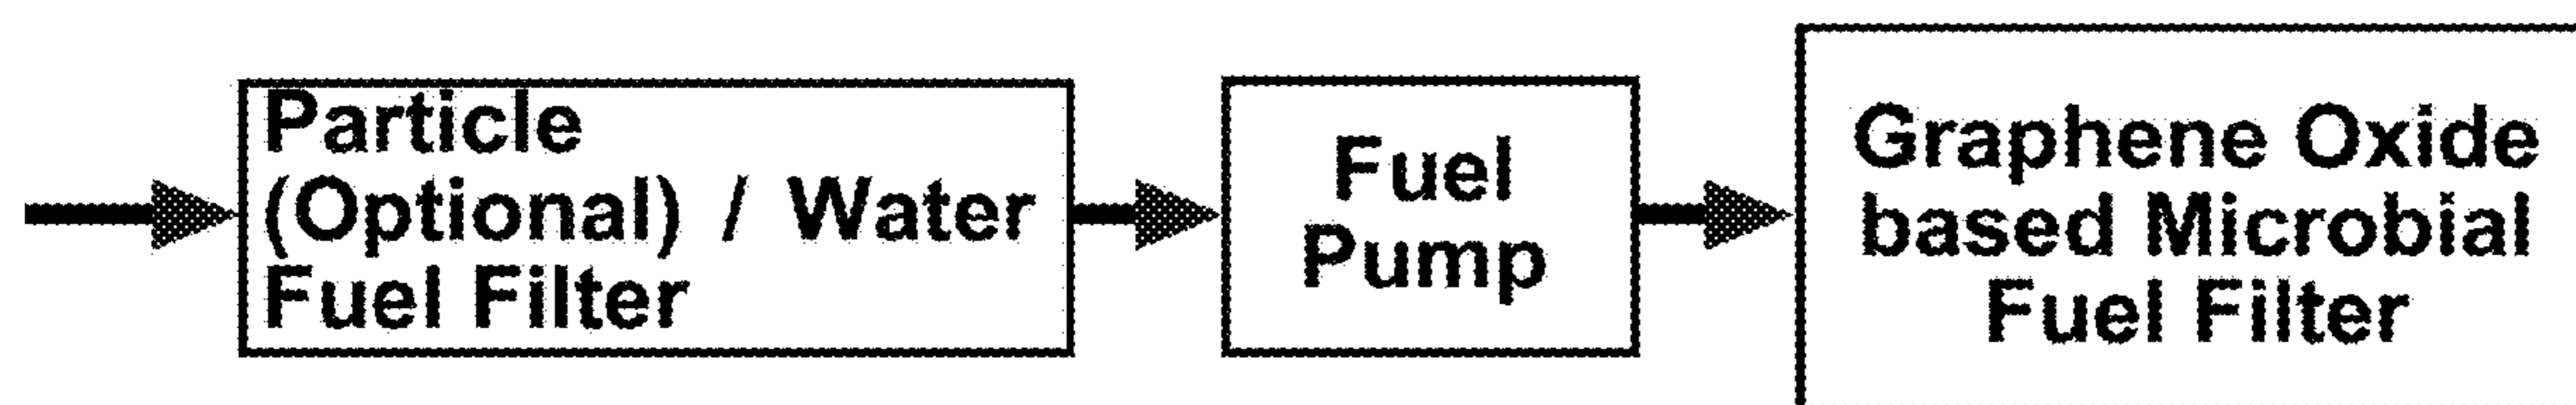 Particle
(Optional) / Water
Fuel Filter
Fuel
Pump
Graphene Oxide
based Microbial
Fuel Filter